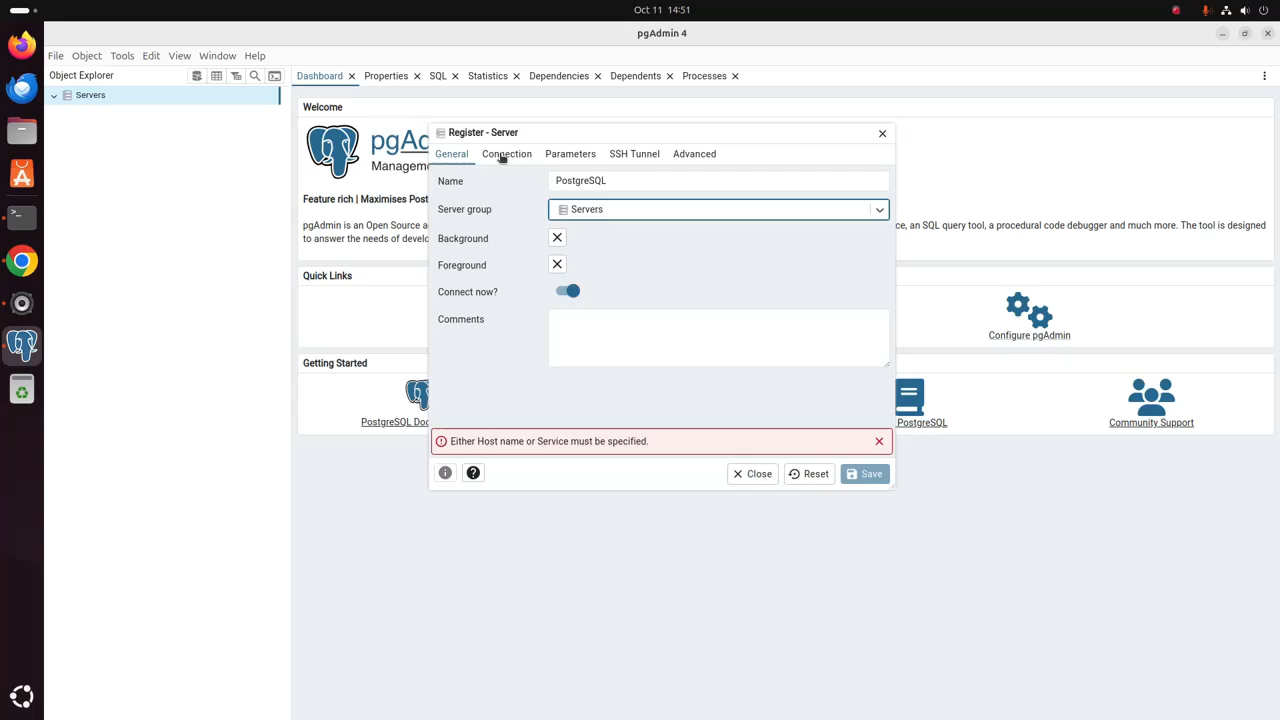 Oct 11 14:51
pgAdmin 4
File Object Tools Edit View Window Help
Object Explorer
Dashboard Properties SQL Statistics Dependencies Dependents Processes
Servers
Welcome
pgAd
Managem
Feature rich | Maximises Post
pgAdmin is an Open Source a
ce, an SQL query tool, a procedural code debugger and much more. The tool is designed
to answer the needs of develo
Quick Links
Configure pgAdmin
Getting Started
PostgreSQL Doc
PostgreSQL
Community Support
Register - Server
General Connection Parameters SSH Tunnel Advanced
Name PostgreSQL
Server group Servers
Background
Foreground
Connect now?
Comments
Either Host name or Service must be specified.
Close Reset Save